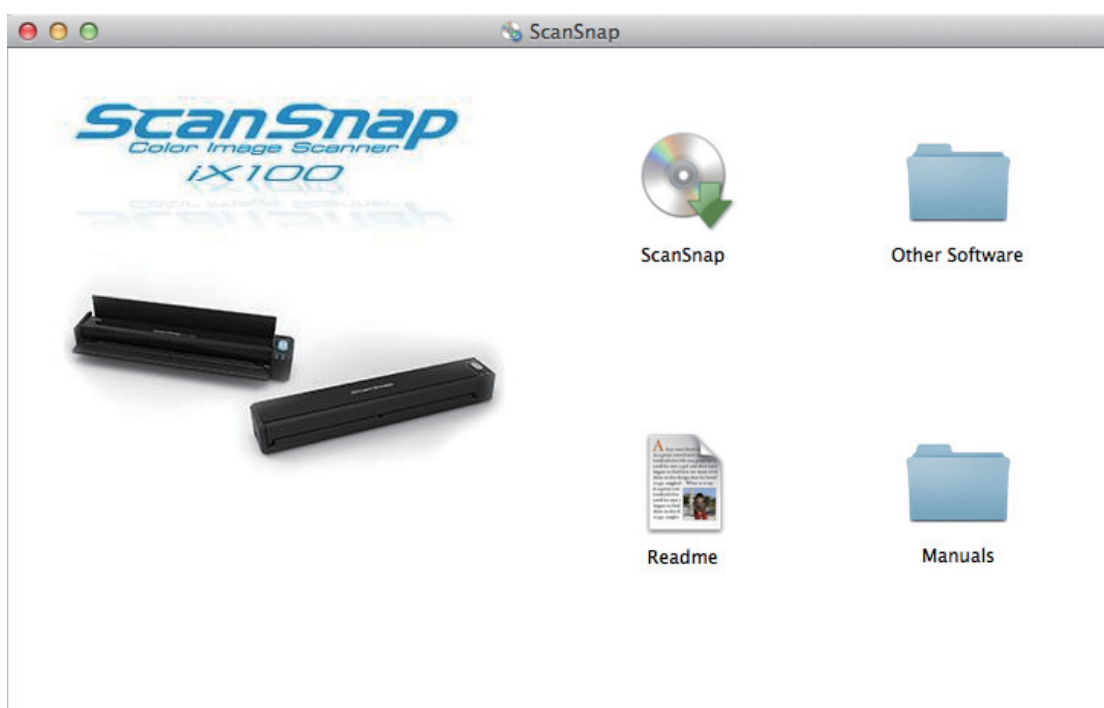 ScanSnap
ScanSnap
Color Image Scanner
iX100
ScanSnap
Other Software
Readme
Manuals